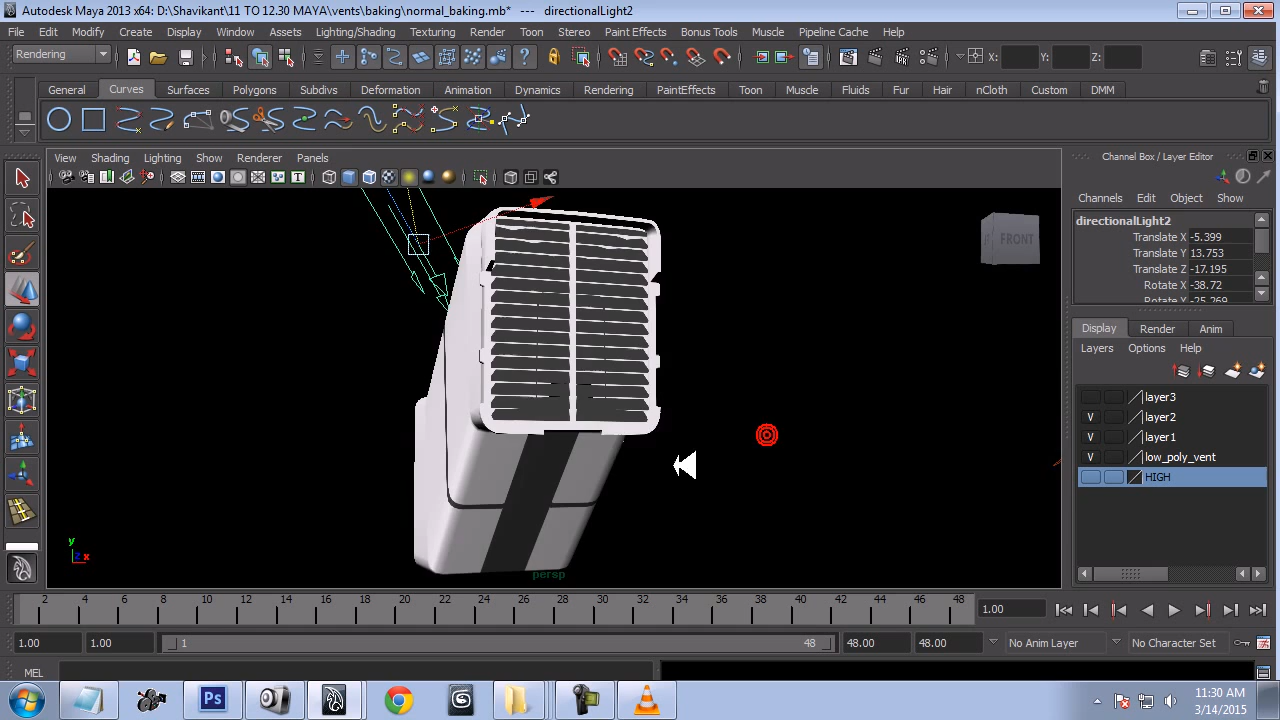 Autodesk Maya 2013 x64: D:\Shavikant\11 TO 12.30 MAYA\vents\baking\normal_baking.mb* --- directionalLight2
File Edit Modify Create Display Window Assets Lighting/Shading Texturing Render Toon Stereo Paint Effects Bonus Tools Muscle Pipeline Cache Help
Rendering X: Y: Z:
General Curves Surfaces Polygons Subdivs Deformation Animation Dynamics Rendering PaintEffects Toon Muscle Fluids Fur Hair nCloth Custom DMM
View Shading Lighting Show Renderer Panels
Channel Box / Layer Editor
Channels Edit Object Show
directionalLight2
Translate X -5.399
Translate Y 13.753
Translate Z -17.195
Rotate X -38.72
Rotate Y -25.269
FRONT
Display Render Anim
Layers Options Help
layer3
V layer2
V layer1
V low_poly_vent
HIGH
y
z x
persp
2 4 6 8 10 12 14 16 18 20 22 24 26 28 30 32 34 36 38 40 42 44 46 48
1.00
1.00 1.00 1 48 48.00 48.00 No Anim Layer No Character Set
MEL
Ps
11:30 AM
3/14/2015